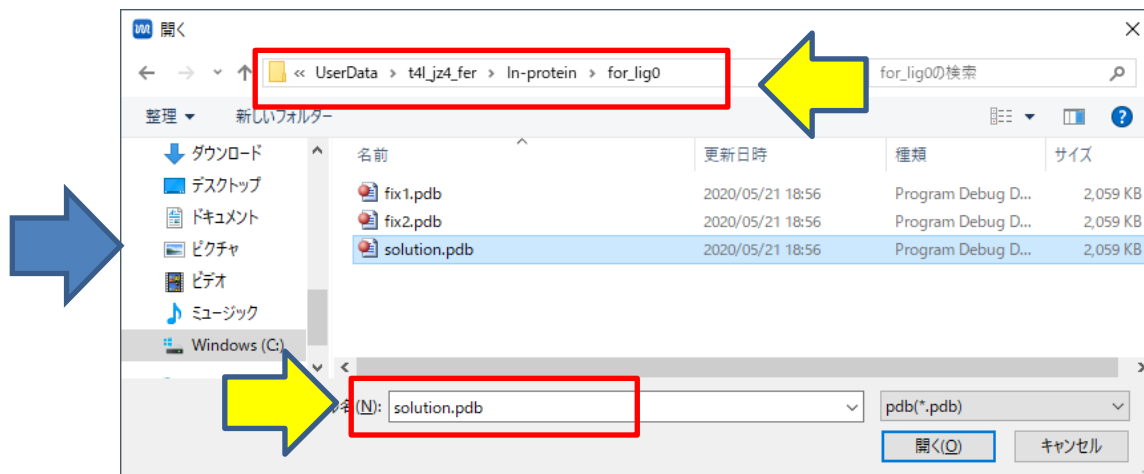 開く
« UserData › t4l_jz4_fer › In-protein › for_lig0
for_lig0の検索
整理
新しいフォルダー
名前 更新日時 種類 サイズ
ダウンロード
デスクトップ
ドキュメント
ピクチャ
ビデオ
ミュージック
Windows (C:)
fix1.pdb 2020/05/21 18:56 Program Debug D... 2,059 KB
fix2.pdb 2020/05/21 18:56 Program Debug D... 2,059 KB
solution.pdb 2020/05/21 18:56 Program Debug D... 2,059 KB
名(N): solution.pdb
pdb(*.pdb)
開く(O) キャンセル